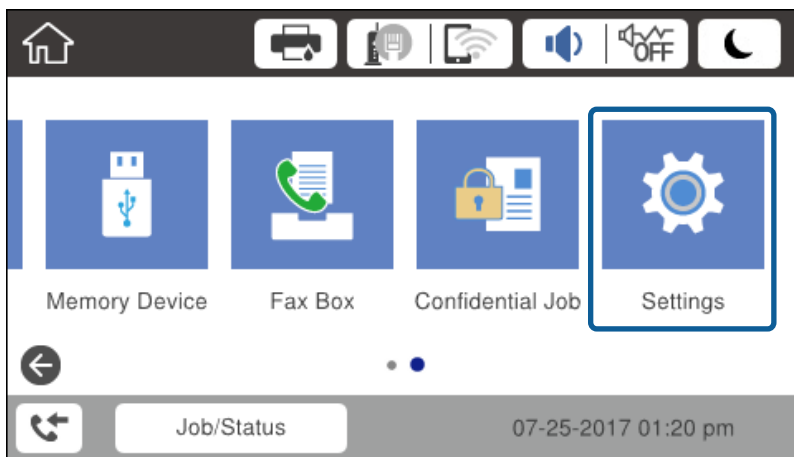 OFF
Memory Device
Fax Box
Confidential Job
Settings
Job/Status
07-25-2017 01:20 pm